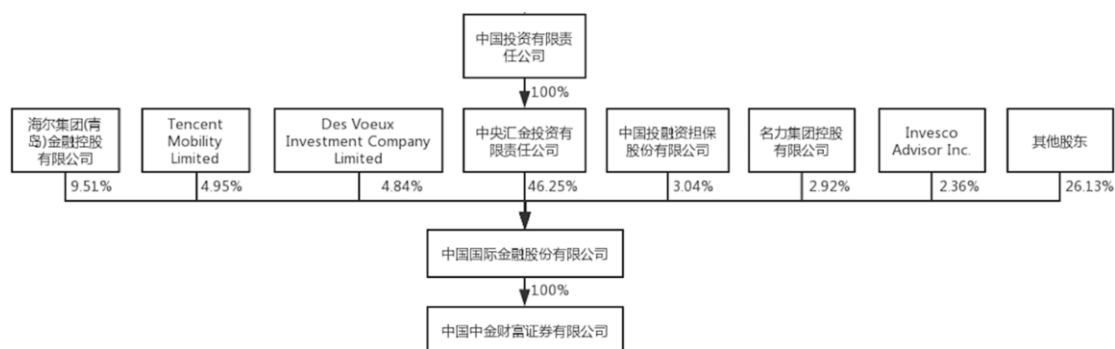 中国投资有限责
任公司
100%
海尔集团(青
岛)金融控股
有限公司
Tencent
Mobility
Limited
Des Voeux
Investment Company
Limited
中央汇金投资有
限责任公司
中国投融资担保
股份有限公司
名力集团控股
有限公司
Invesco
Advisor Inc.
其他股东
9.51%
4.95%
4.84%
46.25%
3.04%
2.92%
2.36%
26.13%
中国国际金融股份有限公司
100%
中国中金财富证券有限公司